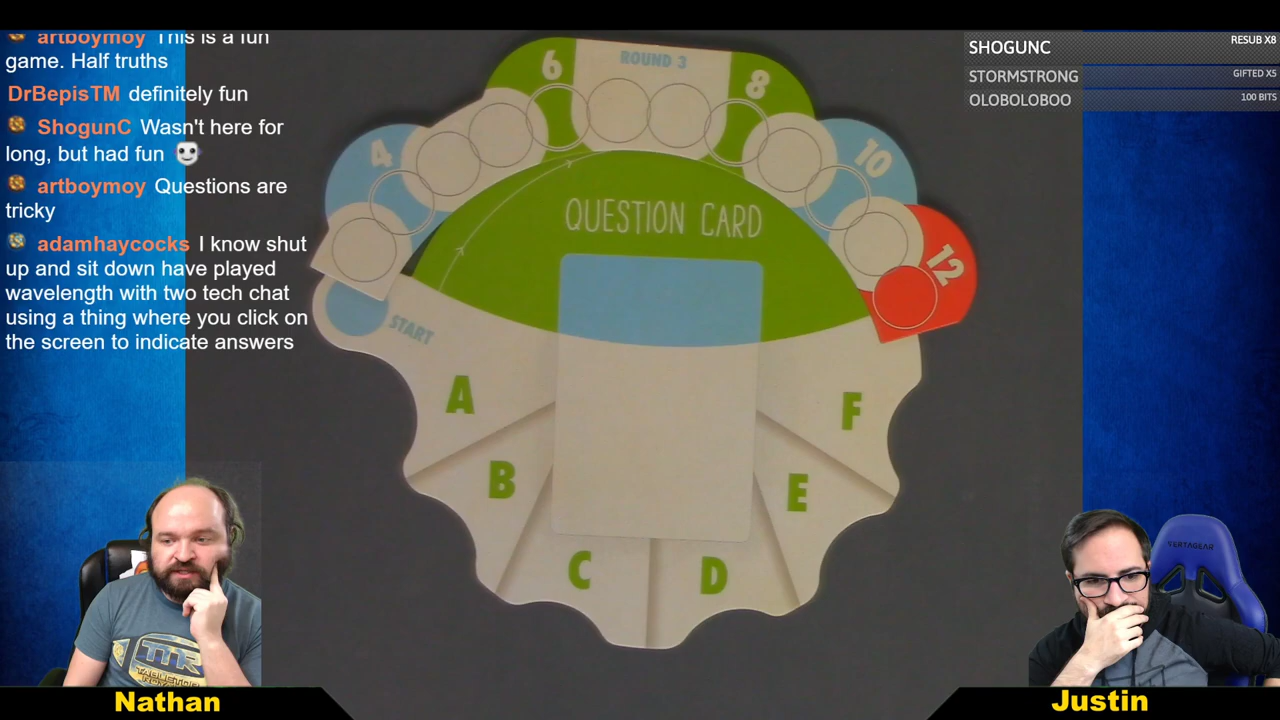 artboymoy This is a fun
game. Half truths
DrBepisTM definitely fun
ShogunC Wasn't here for
long, but had fun
artboymoy Questions are
tricky
adamhaycocks I know shut
up and sit down have played
wavelength with two tech chat
using a thing where you click on
the screen to indicate answers
SHOGUNC RESUB X8
STORMSTRONG GIFTED X5
OLOBOLOBOO 100 BITS
ROUND 3
4
6
8
10
12
QUESTION CARD
START
A
B
C
D
E
F
VERTAGEAR
Nathan
Justin